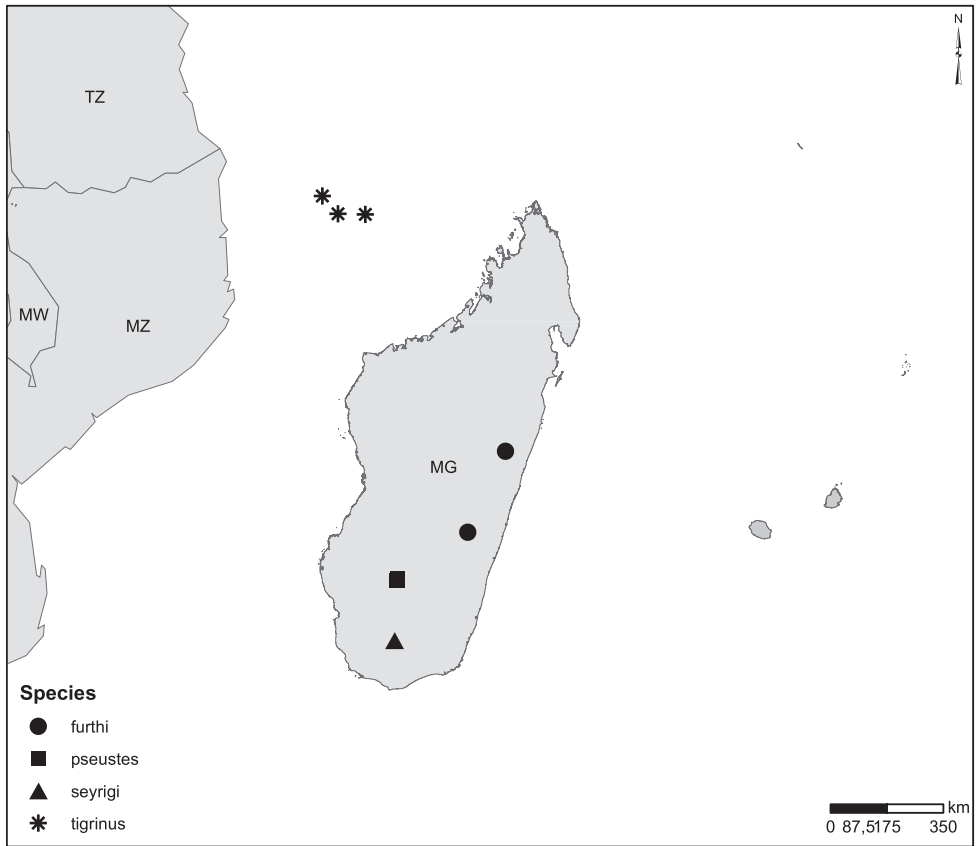 N
TZ
MW
MZ
MG
Species
furthi
pseustes
seyrigi
tigrinus
km
0 87,5175 350